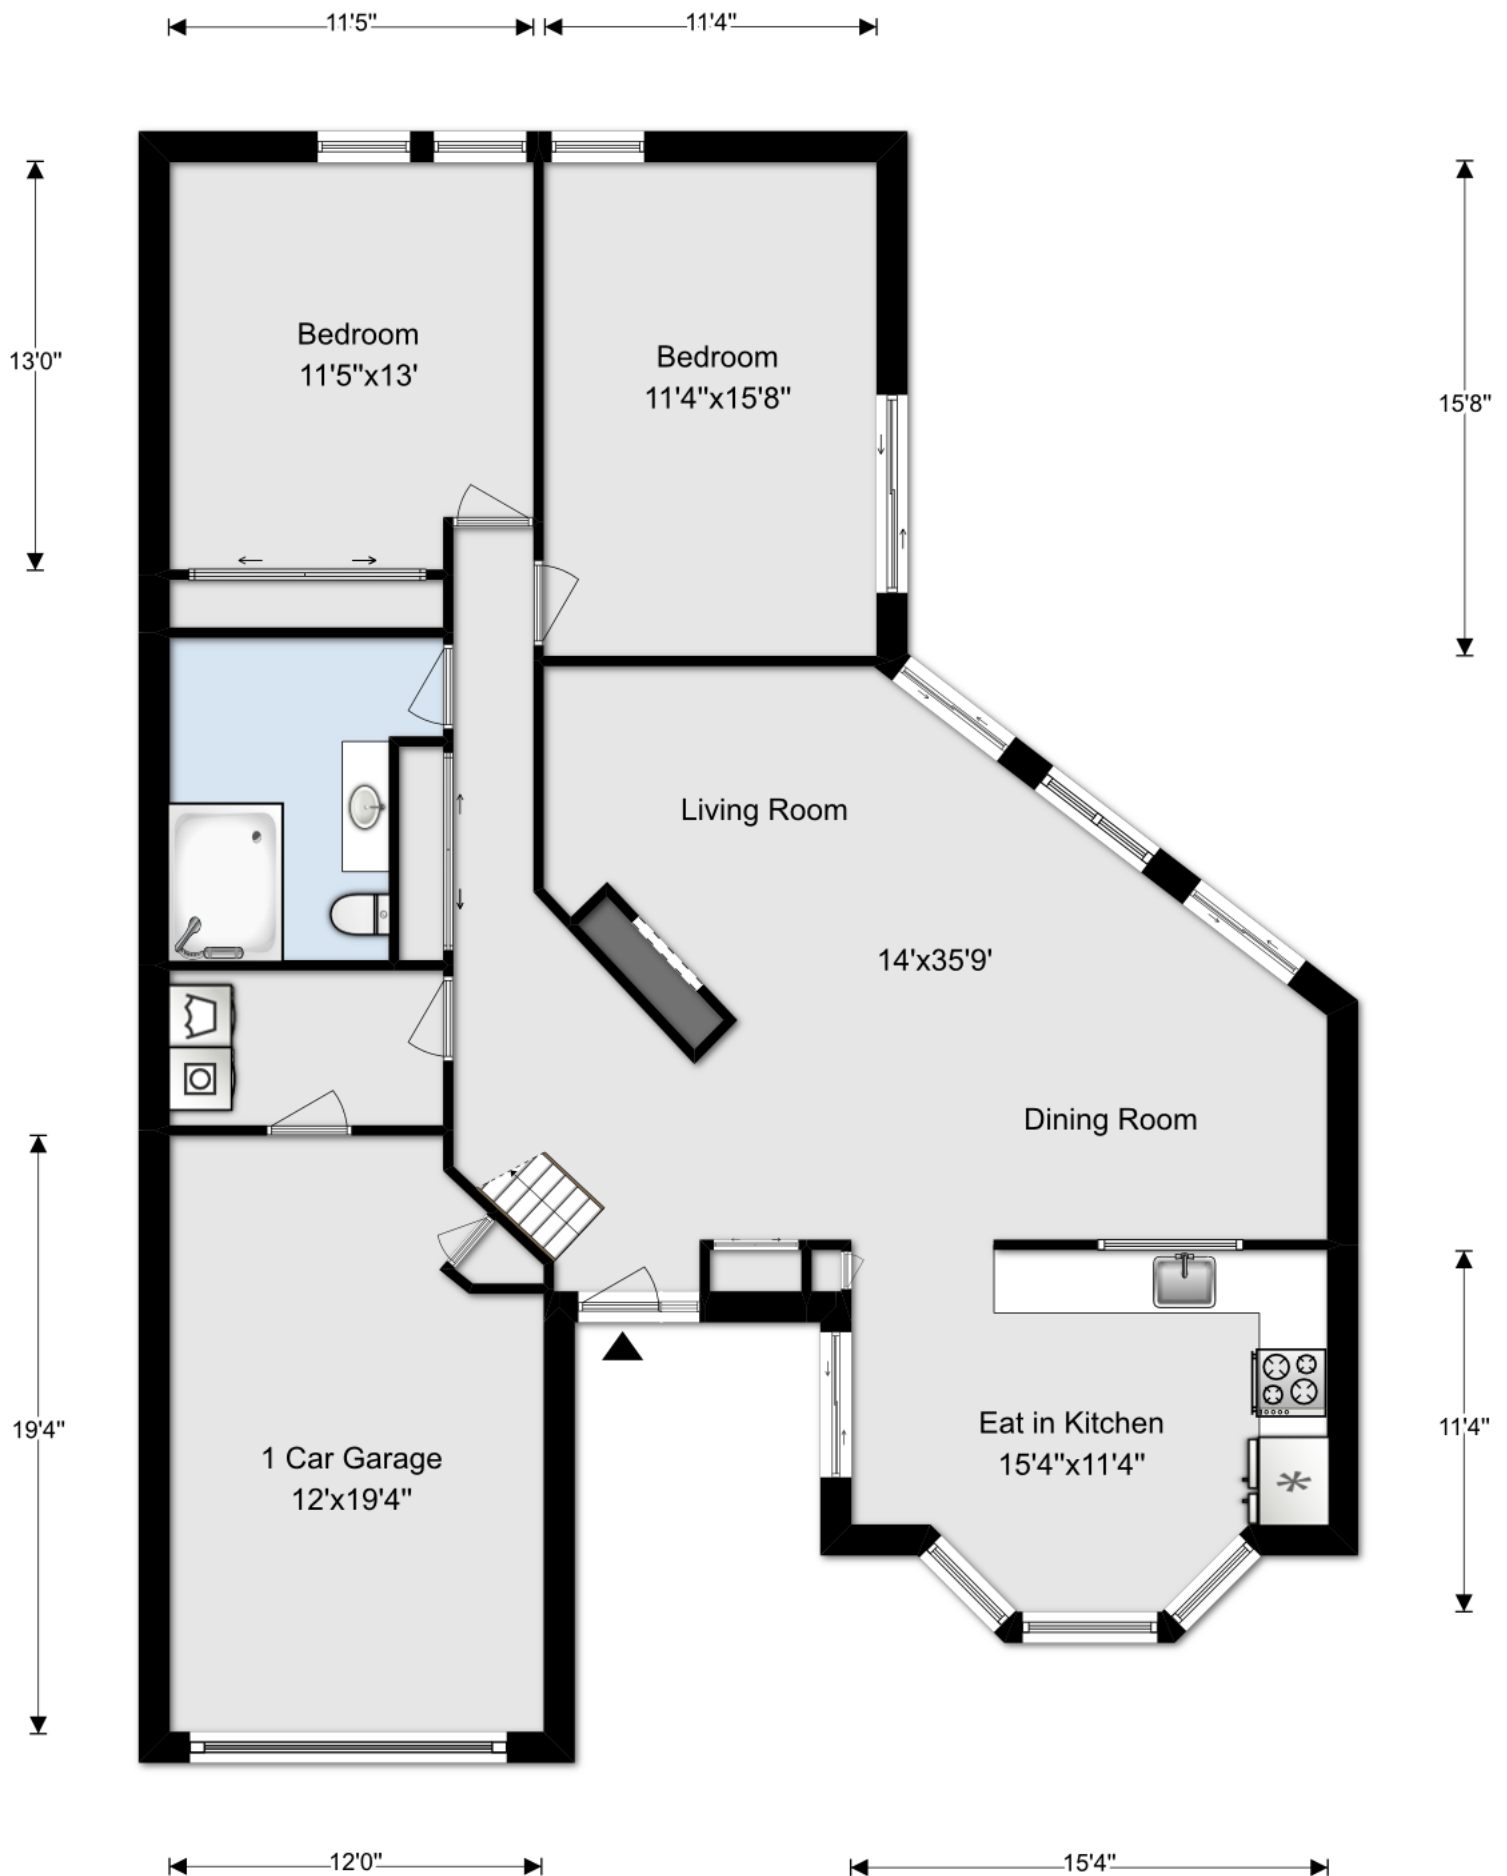 11'5"
11'4"
13'0"
15'8"
Bedroom
11'5"x13'
Bedroom
11'4"x15'8"
Living Room
14'x35'9'
Dining Room
19'4"
11'4"
1 Car Garage
12'x19'4"
Eat in Kitchen
15'4"x11'4"
12'0"
15'4"